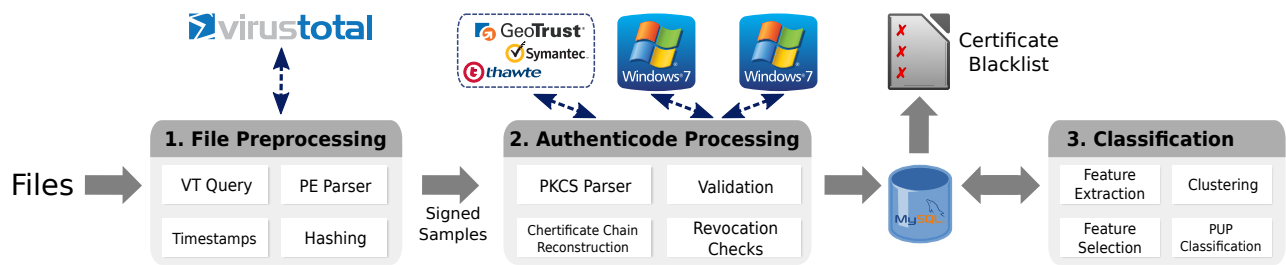 virustotal
GeoTrust®
Symantec™
thawte
Windows®7
Windows®7
Certificate
Blacklist
1. File Preprocessing
2. Authenticode Processing
3. Classification
Files
VT Query
PE Parser
Timestamps
Hashing
Signed
Samples
PKCS Parser
Validation
Chertificate Chain
Reconstruction
Revocation
Checks
MySQL
Feature
Extraction
Clustering
Feature
Selection
PUP
Classification